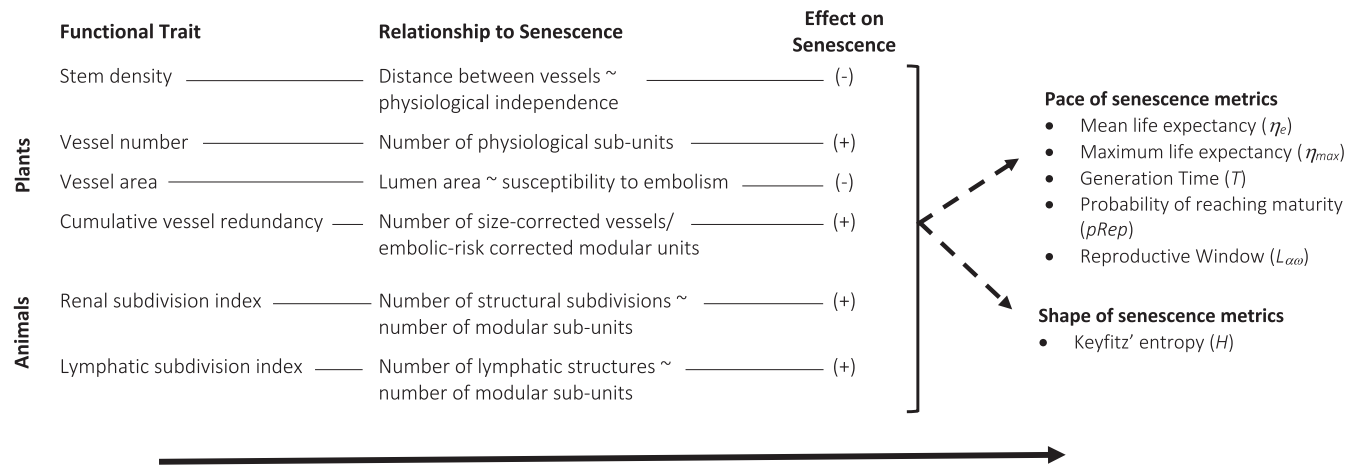 Functional Trait
Relationship to Senescence
Effect on
Senescence
Plants
Stem density
Distance between vessels ~
physiological independence
(-)
Vessel number
Number of physiological sub-units
(+)
Vessel area
Lumen area ~ susceptibility to embolism
(-)
Cumulative vessel redundancy
Number of size-corrected vessels/
embolic-risk corrected modular units
(+)
Animals
Renal subdivision index
Number of structural subdivisions ~
number of modular sub-units
(+)
Lymphatic subdivision index
Number of lymphatic structures ~
number of modular sub-units
(+)
Pace of senescence metrics
● Mean life expectancy (ηe)
● Maximum life expectancy (ηmax)
● Generation Time (T)
● Probability of reaching maturity
(pRep)
● Reproductive Window (Lαω)
Shape of senescence metrics
● Keyfitz’ entropy (H)